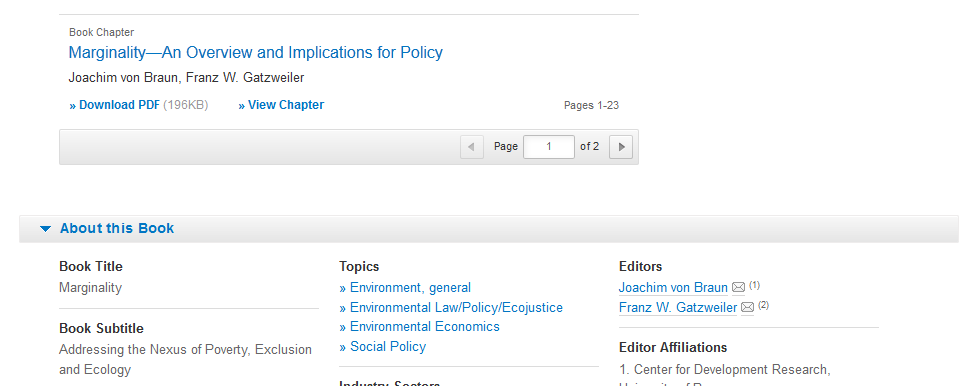 Book Chapter
Marginality—An Overview and Implications for Policy
Joachim von Braun, Franz W. Gatzweiler
» Download PDF (196KB) » View Chapter Pages 1-23
Page 1 of 2
About this Book
Book Title
Marginality
Book Subtitle
Addressing the Nexus of Poverty, Exclusion
and Ecology
Topics
» Environment, general
» Environmental Law/Policy/Ecojustice
» Environmental Economics
» Social Policy
Industry Sectors
Editors
Joachim von Braun (1)
Franz W. Gatzweiler (2)
Editor Affiliations
1. Center for Development Research,